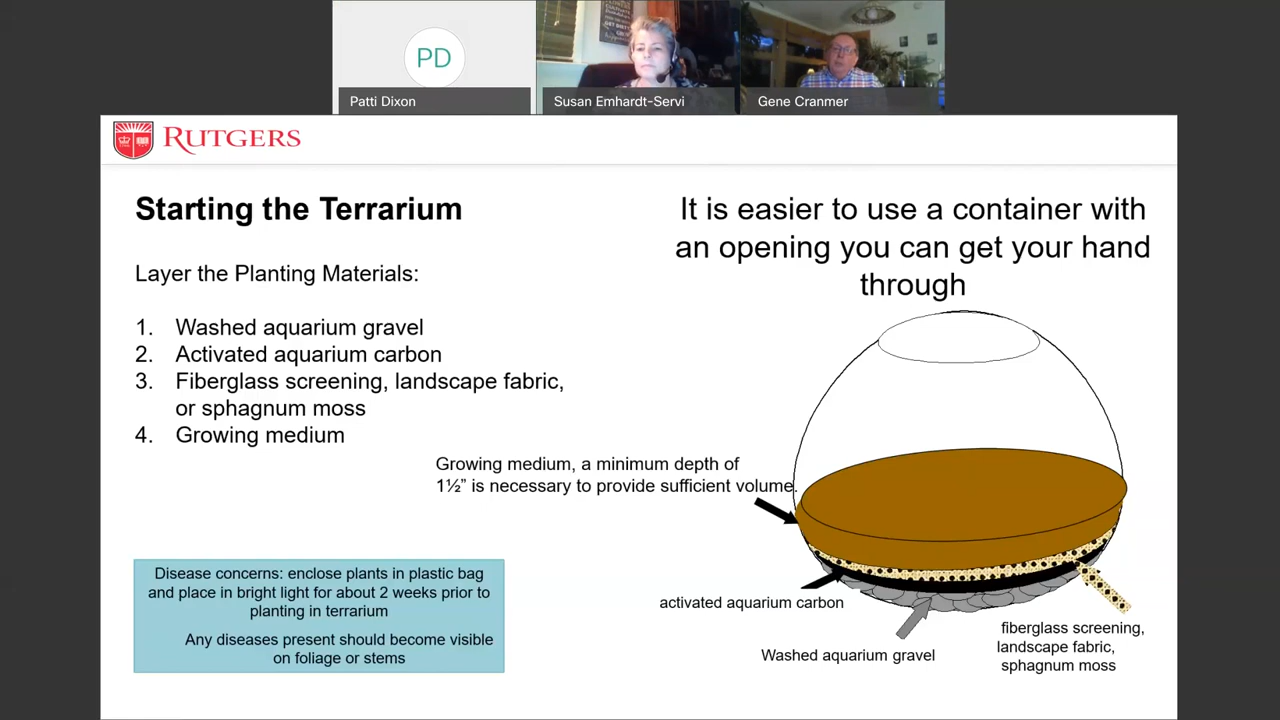 PD
Patti Dixon
Susan Emhardt-Servi
Gene Cranmer
RUTGERS
Starting the Terrarium
It is easier to use a container with
an opening you can get your hand
through
Layer the Planting Materials:
1. Washed aquarium gravel
2. Activated aquarium carbon
3. Fiberglass screening, landscape fabric,
or sphagnum moss
4. Growing medium
Growing medium, a minimum depth of
1½” is necessary to provide sufficient volume.
Disease concerns: enclose plants in plastic bag
and place in bright light for about 2 weeks prior to
planting in terrarium
Any diseases present should become visible
on foliage or stems
activated aquarium carbon
Washed aquarium gravel
fiberglass screening,
landscape fabric,
sphagnum moss